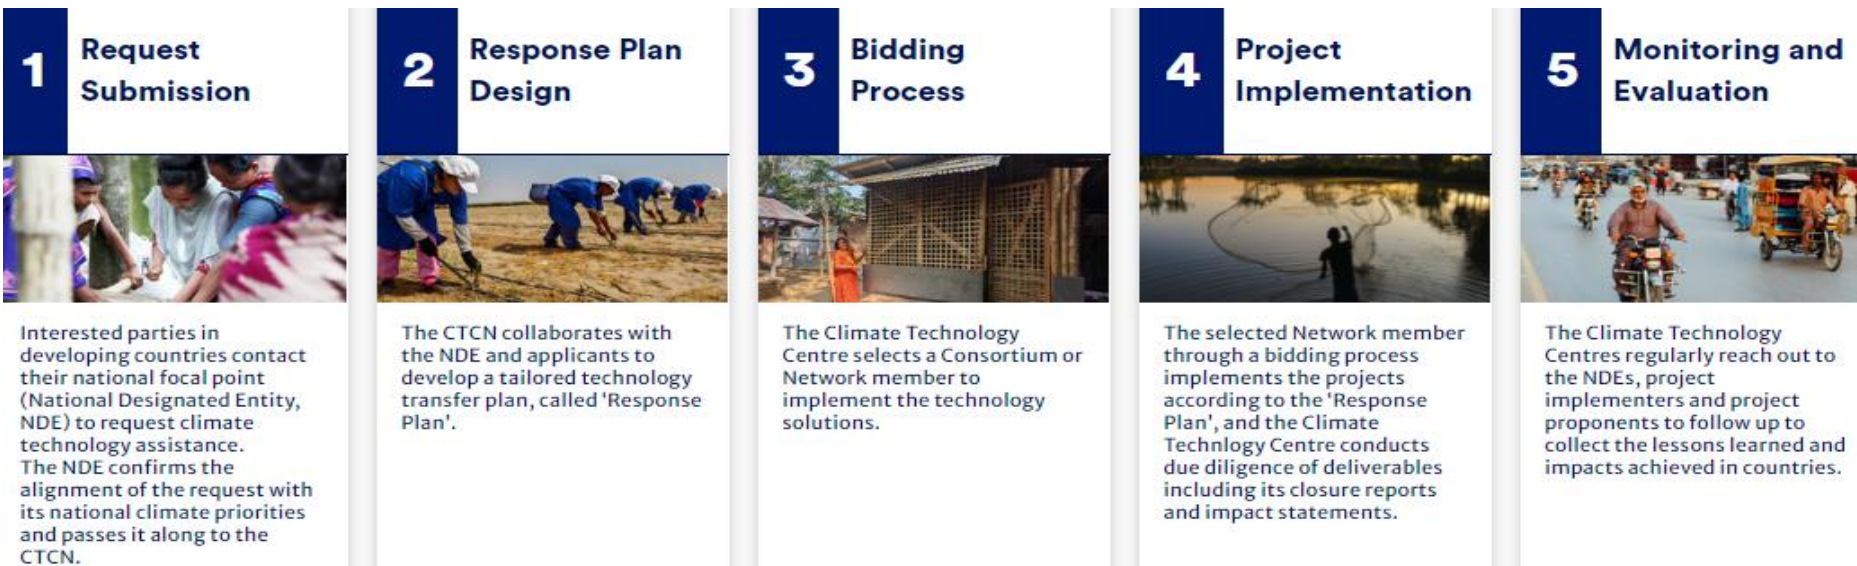 1
Request
Submission
Interested parties in
developing countries contact
their national focal point
(National Designated Entity,
NDE) to request climate
technology assistance.
The NDE confirms the
alignment of the request with
its national climate priorities
and passes it along to the
CTCN.
2
Response Plan
Design
The CTCN collaborates with
the NDE and applicants to
develop a tailored technology
transfer plan, called 'Response
Plan'.
3
Bidding
Process
The Climate Technology
Centre selects a Consortium or
Network member to
implement the technology
solutions.
4
Project
Implementation
The selected Network member
through a bidding process
implements the projects
according to the 'Response
Plan', and the Climate
Technlogy Centre conducts
due diligence of deliverables
including its closure reports
and impact statements.
5
Monitoring and
Evaluation
The Climate Technology
Centres regularly reach out to
the NDEs, project
implementers and project
proponents to follow up to
collect the lessons learned and
impacts achieved in countries.